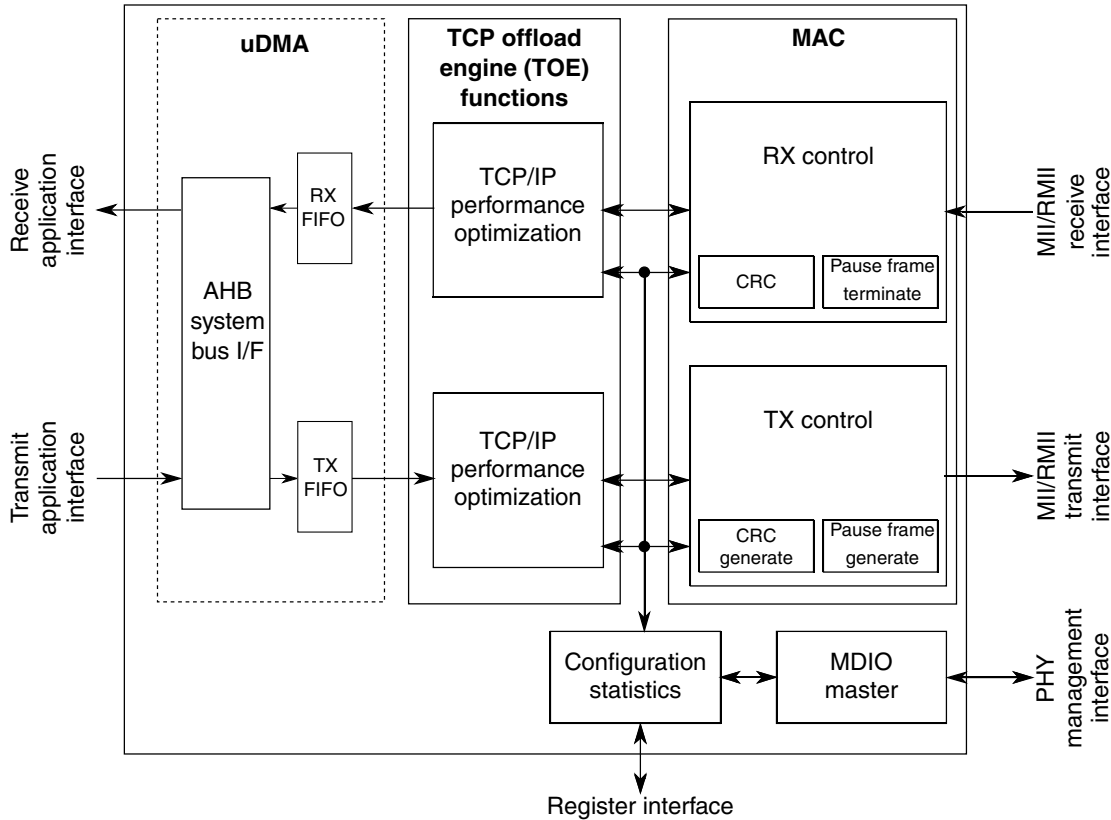 uDMA
TCP offload
engine (TOE)
functions
MAC
Receive
application
interface
AHB
system
bus I/F
RX
FIFO
TCP/IP
performance
optimization
RX control
CRC
Pause frame
terminate
MII/RMII
receive
interface
Transmit
application
interface
TX
FIFO
TCP/IP
performance
optimization
TX control
CRC
generate
Pause frame
generate
MII/RMII
transmit
interface
Configuration
statistics
MDIO
master
PHY
management
interface
Register interface